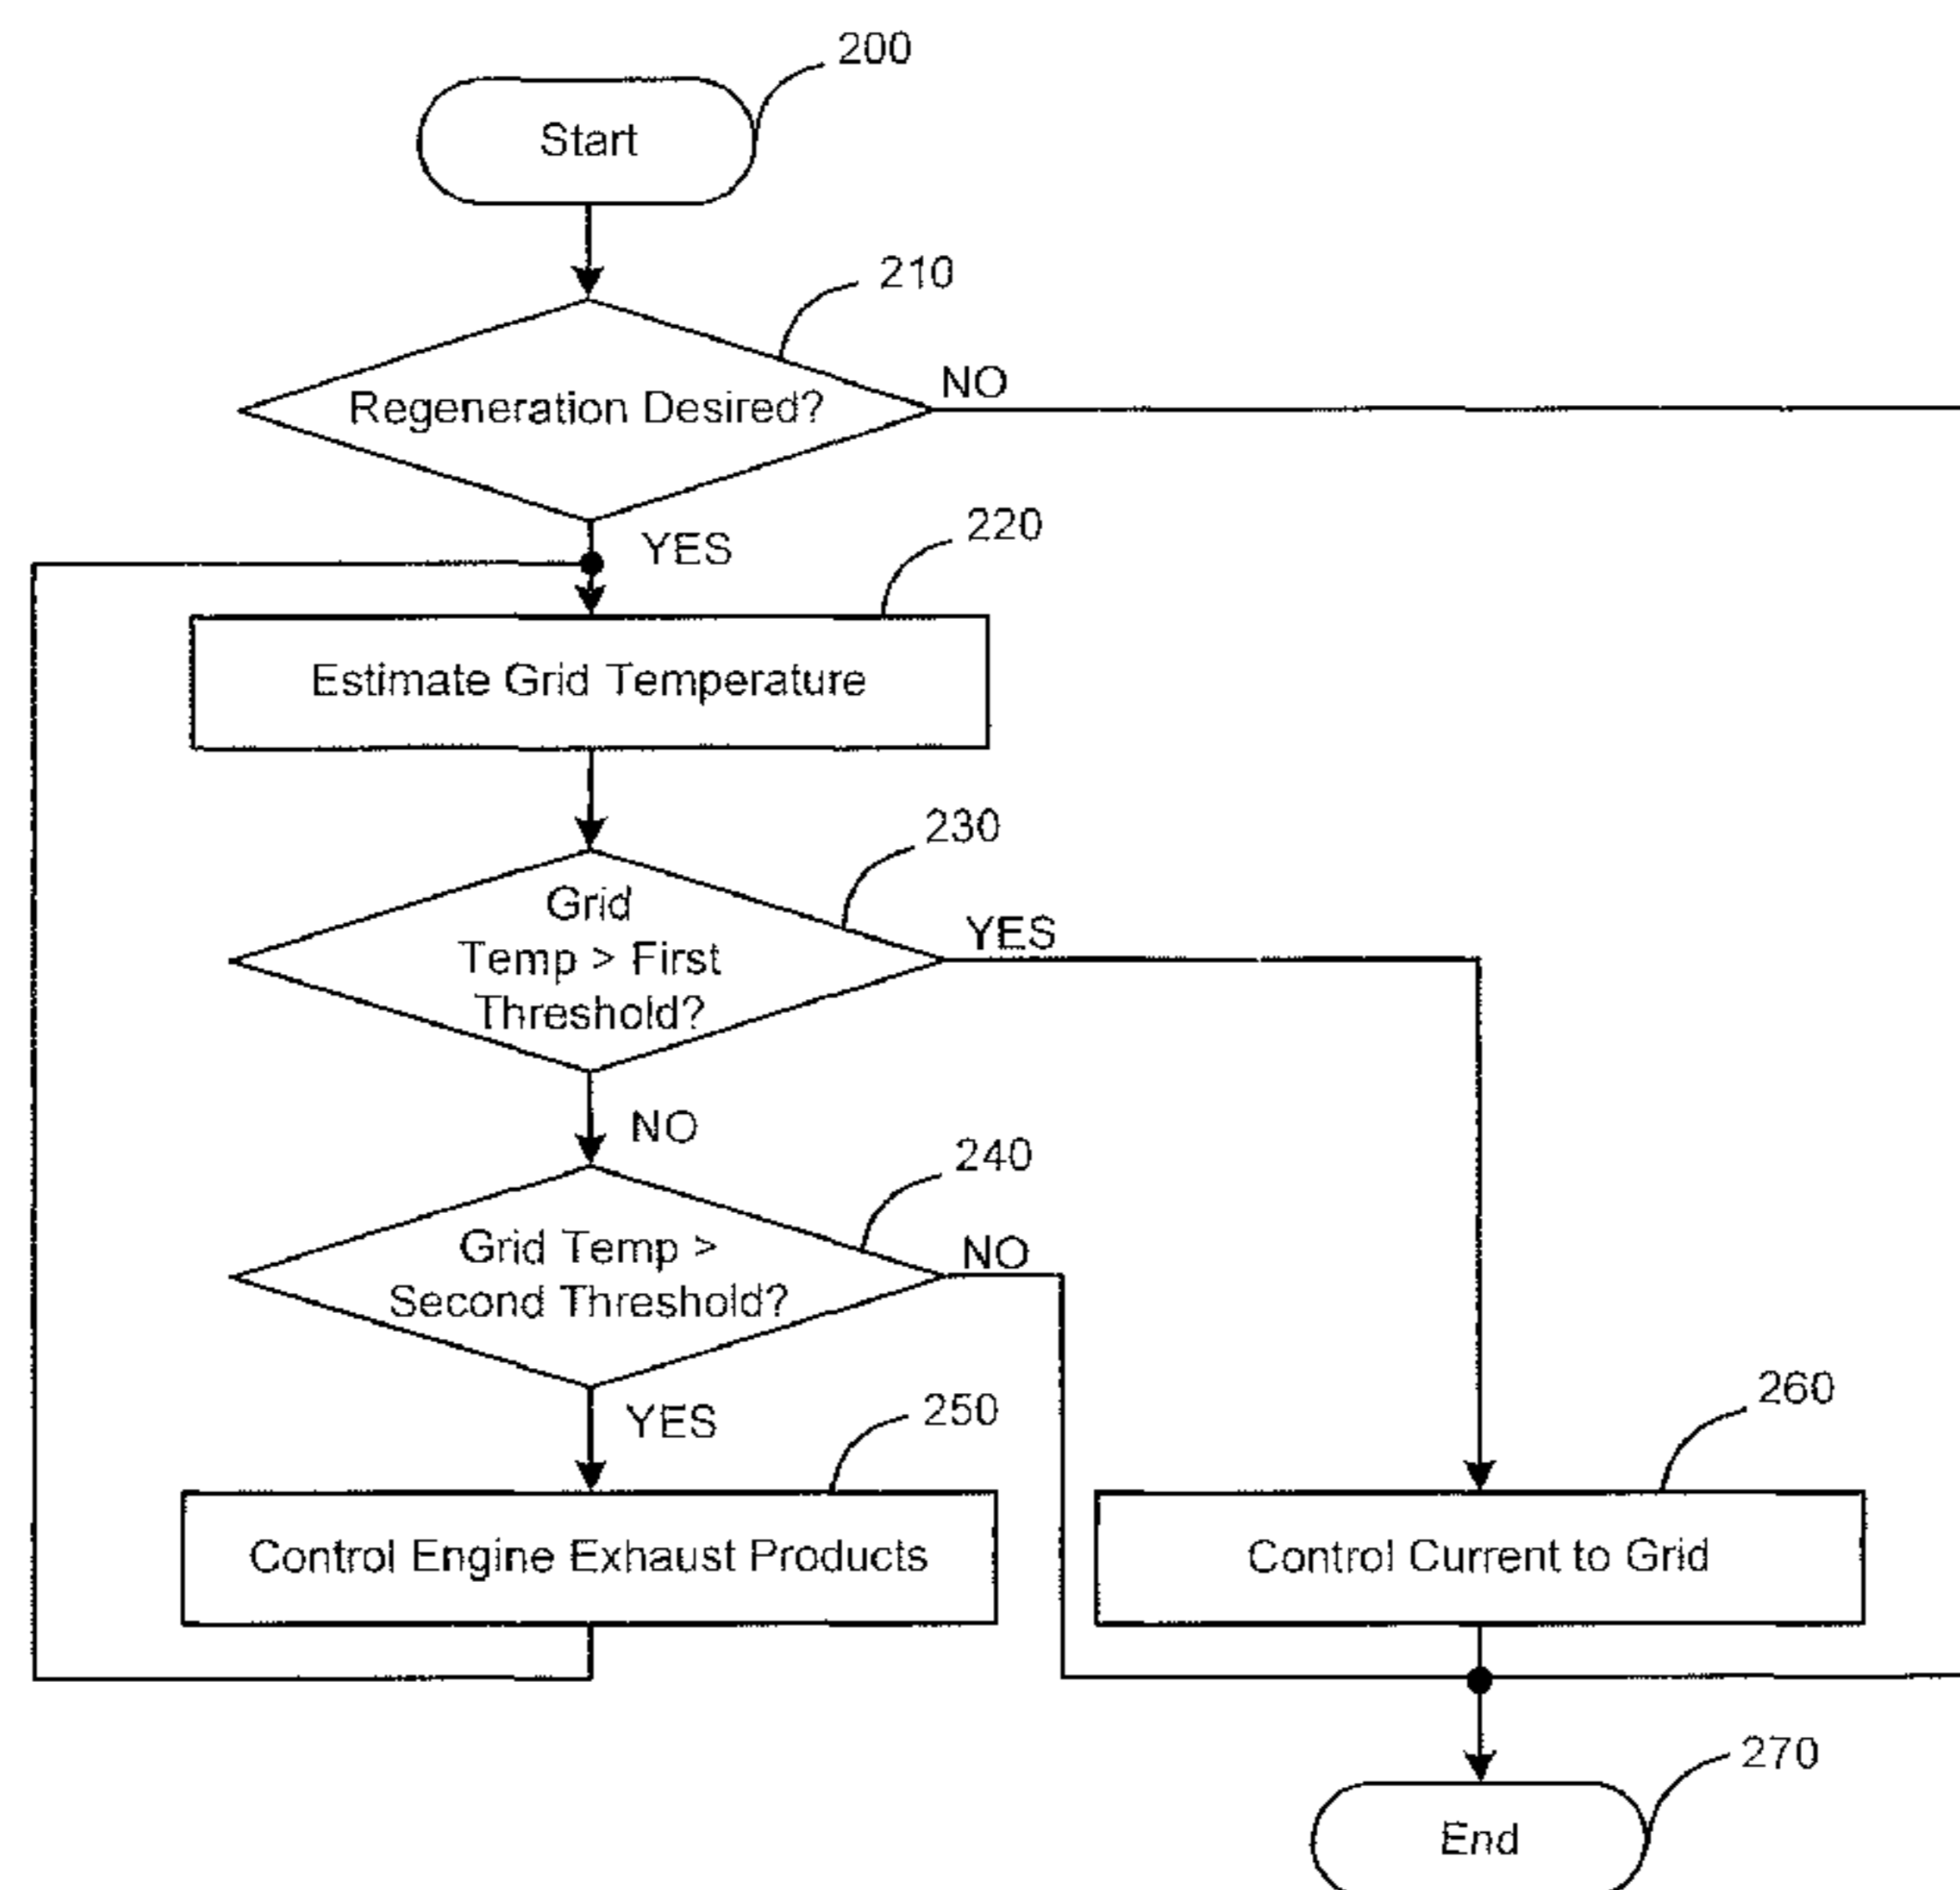 200
Start
210
Regeneration Desired?
NO
YES
220
Estimate Grid Temperature
230
Grid
Temp > First
Threshold?
YES
NO
240
Grid Temp >
Second Threshold?
NO
YES
250
Control Engine Exhaust Products
260
Control Current to Grid
270
End